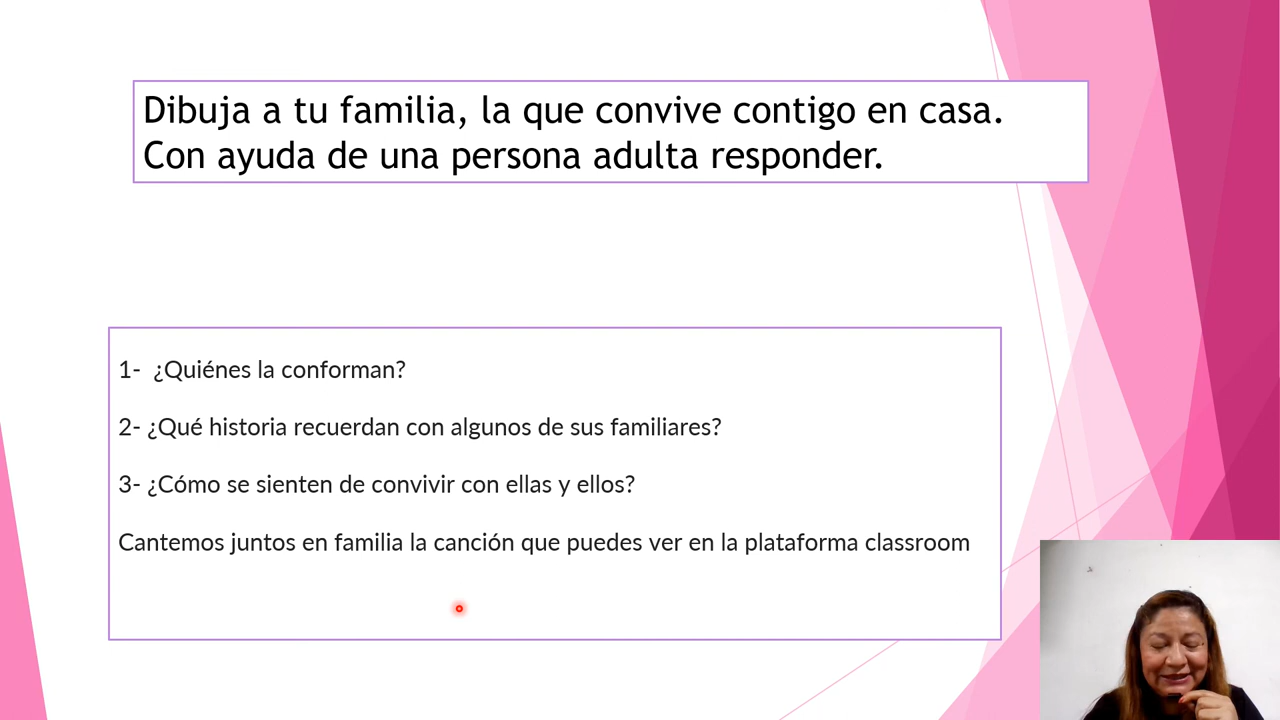 Dibuja a tu familia, la que convive contigo en casa.
Con ayuda de una persona adulta responder.
1-  ¿Quiénes la conforman?
2- ¿Qué historia recuerdan con algunos de sus familiares?
3- ¿Cómo se sienten de convivir con ellas y ellos?
Cantemos juntos en familia la canción que puedes ver en la plataforma classroom